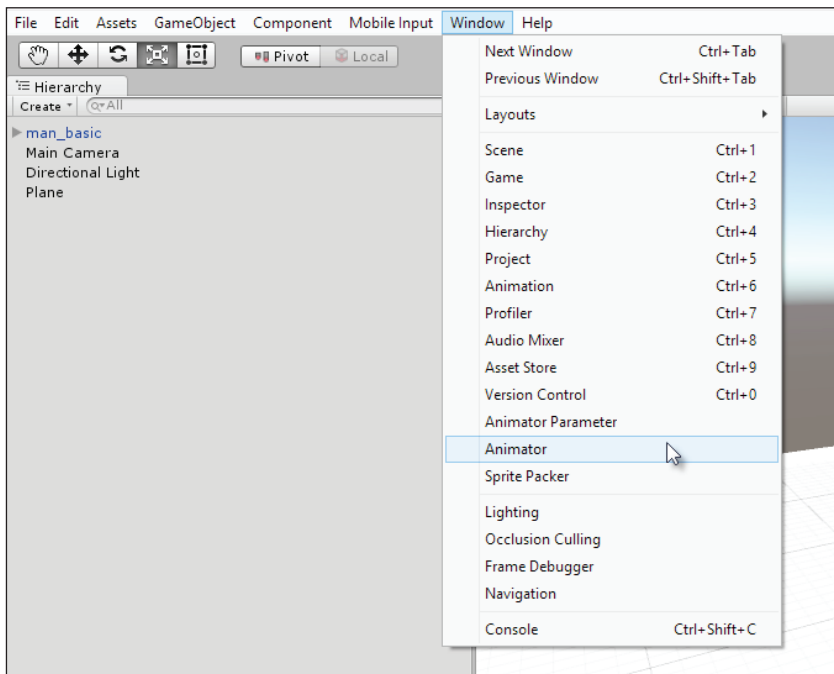 File Edit Assets GameObject Component Mobile Input Window Help
Pivot Local
Hierarchy
Create All
man_basic
Main Camera
Directional Light
Plane
Next Window Ctrl+Tab
Previous Window Ctrl+Shift+Tab
Layouts
Scene Ctrl+1
Game Ctrl+2
Inspector Ctrl+3
Hierarchy Ctrl+4
Project Ctrl+5
Animation Ctrl+6
Profiler Ctrl+7
Audio Mixer Ctrl+8
Asset Store Ctrl+9
Version Control Ctrl+0
Animator Parameter
Animator
Sprite Packer
Lighting
Occlusion Culling
Frame Debugger
Navigation
Console Ctrl+Shift+C